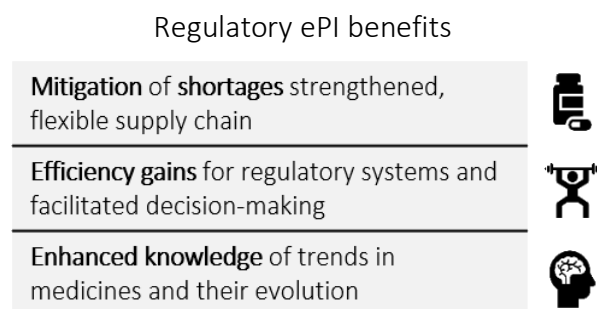 Regulatory ePI benefits
Mitigation of shortages strengthened,
flexible supply chain
Efficiency gains for regulatory systems and
facilitated decision-making
Enhanced knowledge of trends in
medicines and their evolution